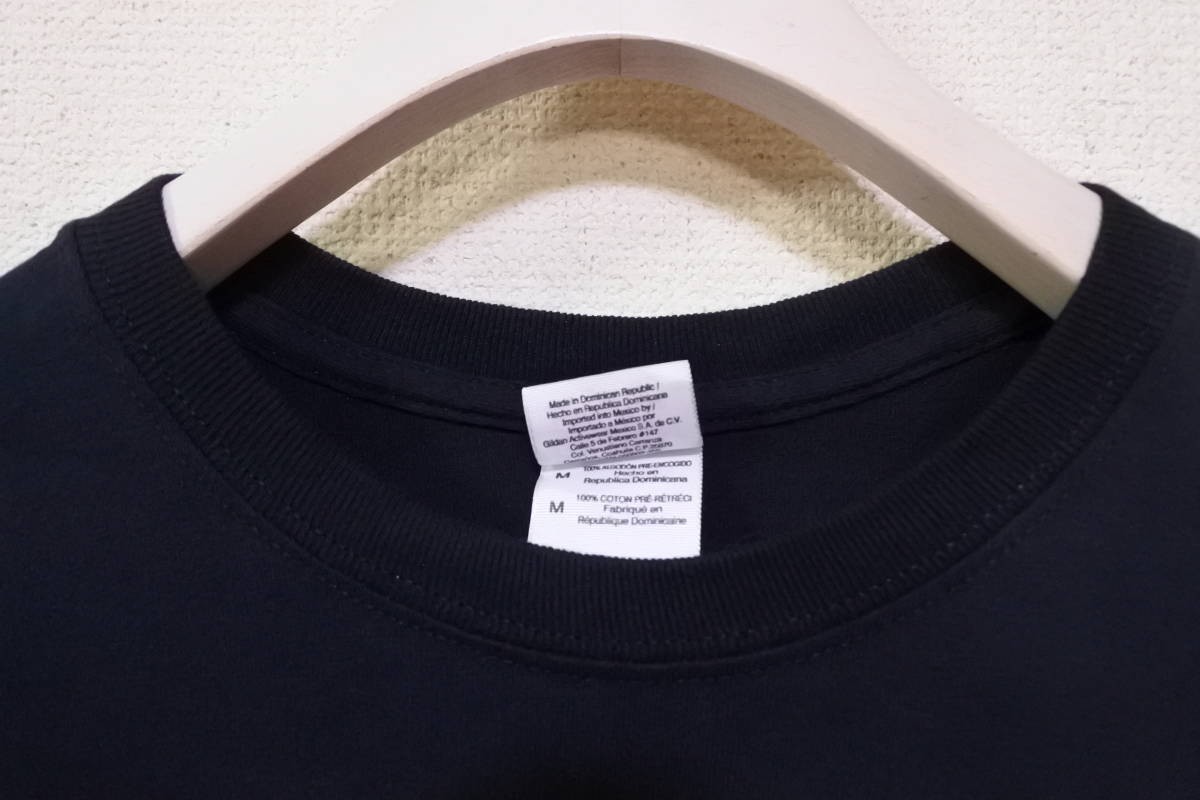 Made in Dominican Republic /
Hecho en Republica Dominicana
Imported into Mexico by /
Importado a México por
Gildan Activewear Mexico S.A. de C.V.
Calle 5 de Febrero #147
Col. Venustiano Carranza
Coahuila C.P.
M 100% ALGODÓN PRE-ENCOGIDO
Hecho en
Republica Dominicana
M 100% COTON PRÉ-RÉTRÉCI
Fabriqué en
République Dominicaine